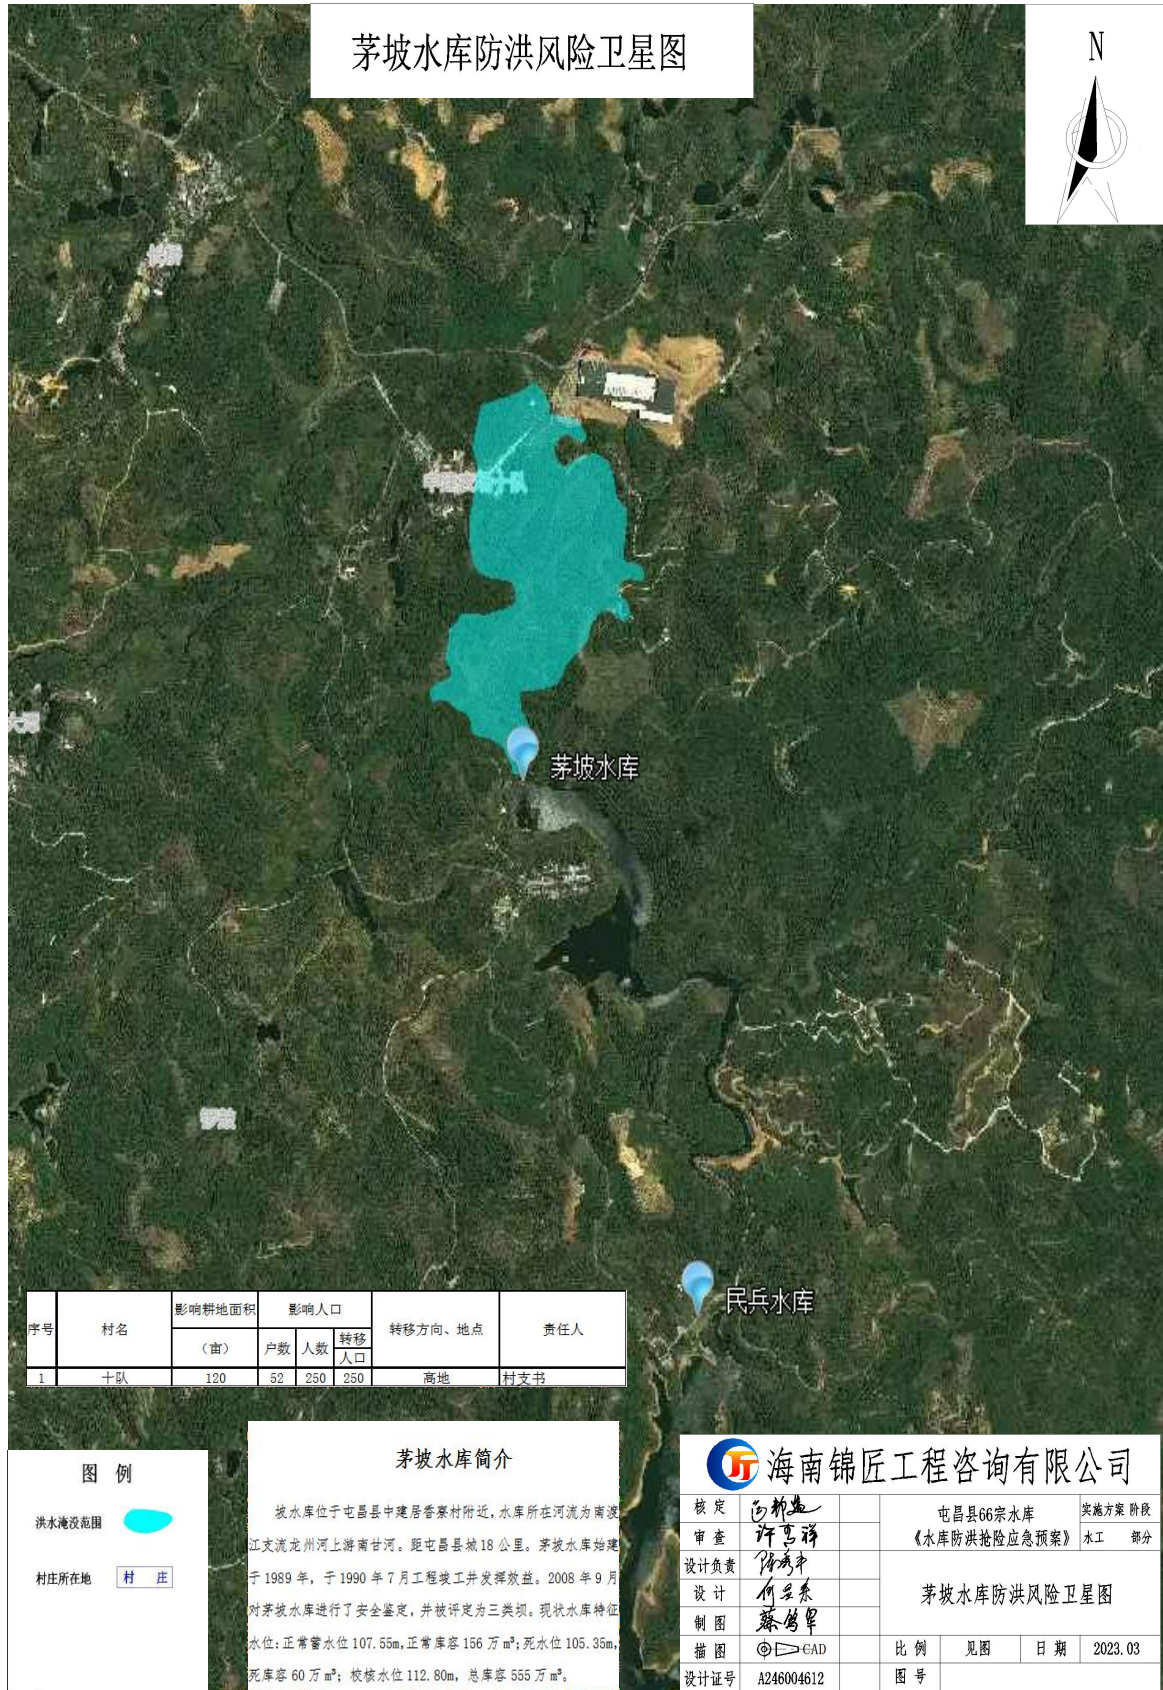 茅坡水库防洪风险卫星图
N
十队
茅坡水库
民兵水库
序号 村名 影响耕地面积（亩） 影响人口 转移方向、地点 责任人
户数 人数 转移人口
1 十队 120 52 250 250 高地 村支书
图 例
洪水淹没范围
村庄所在地 村 庄
茅坡水库简介
坡水库位于屯昌县中建居香寮村附近，水库所在河流为南渡
江支流龙州河上游南甘河。距屯昌县城18公里。茅坡水库始建
于1989年，于1990年7月工程竣工并发挥效益。2008年9月
对茅坡水库进行了安全鉴定，并被评定为三类坝。现状水库特征
水位：正常蓄水位107.55m，正常库容156万m³；死水位105.35m，
死库容60万m³；校核水位112.80m，总库容555万m³。
海南锦匠工程咨询有限公司
核 定 屯昌县66宗水库 实施方案 阶段
审 查 《水库防洪抢险应急预案》 水工 部分
设计负责
设 计 茅坡水库防洪风险卫星图
制 图
描 图 CAD 比 例 见图 日 期 2023.03
设计证号 A246004612 图 号